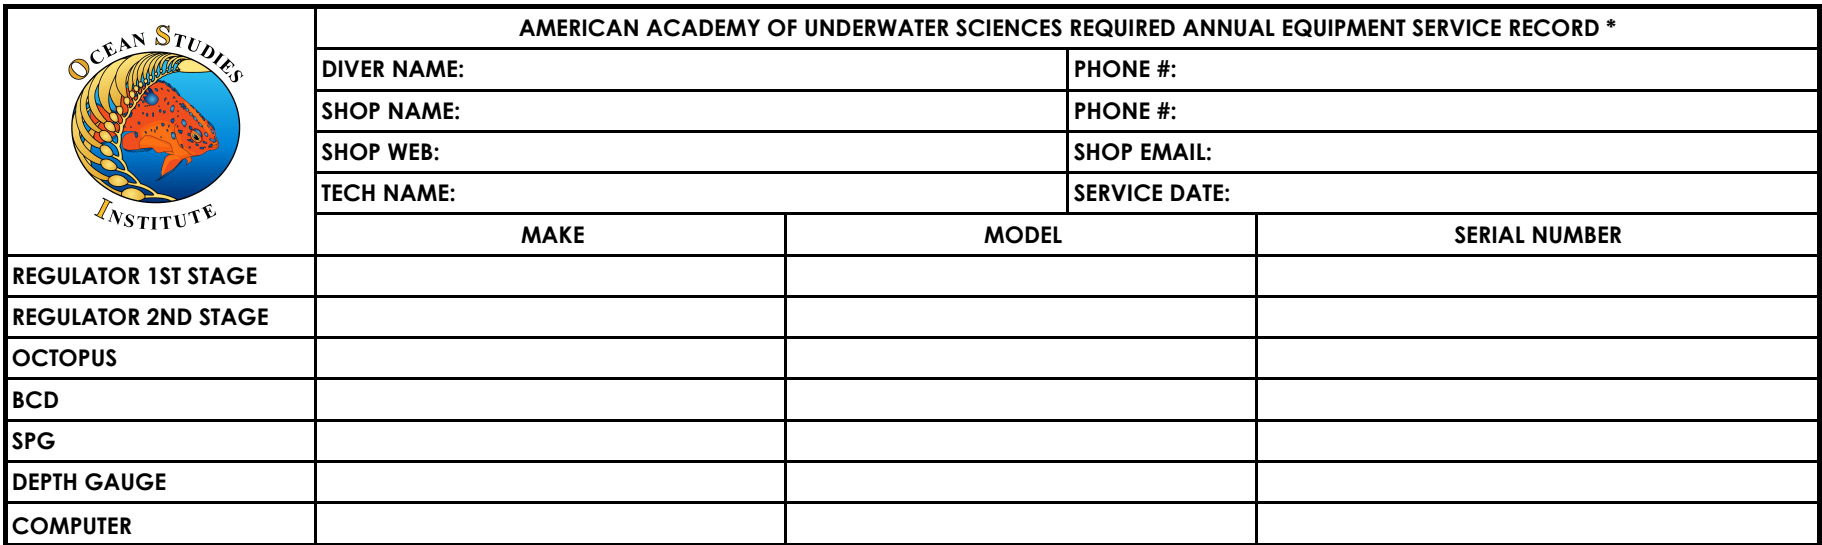 OCEAN STUDIES
INSTITUTE
AMERICAN ACADEMY OF UNDERWATER SCIENCES REQUIRED ANNUAL EQUIPMENT SERVICE RECORD *
DIVER NAME: PHONE #:
SHOP NAME: PHONE #:
SHOP WEB: SHOP EMAIL:
TECH NAME: SERVICE DATE:
MAKE MODEL SERIAL NUMBER
REGULATOR 1ST STAGE
REGULATOR 2ND STAGE
OCTOPUS
BCD
SPG
DEPTH GAUGE
COMPUTER